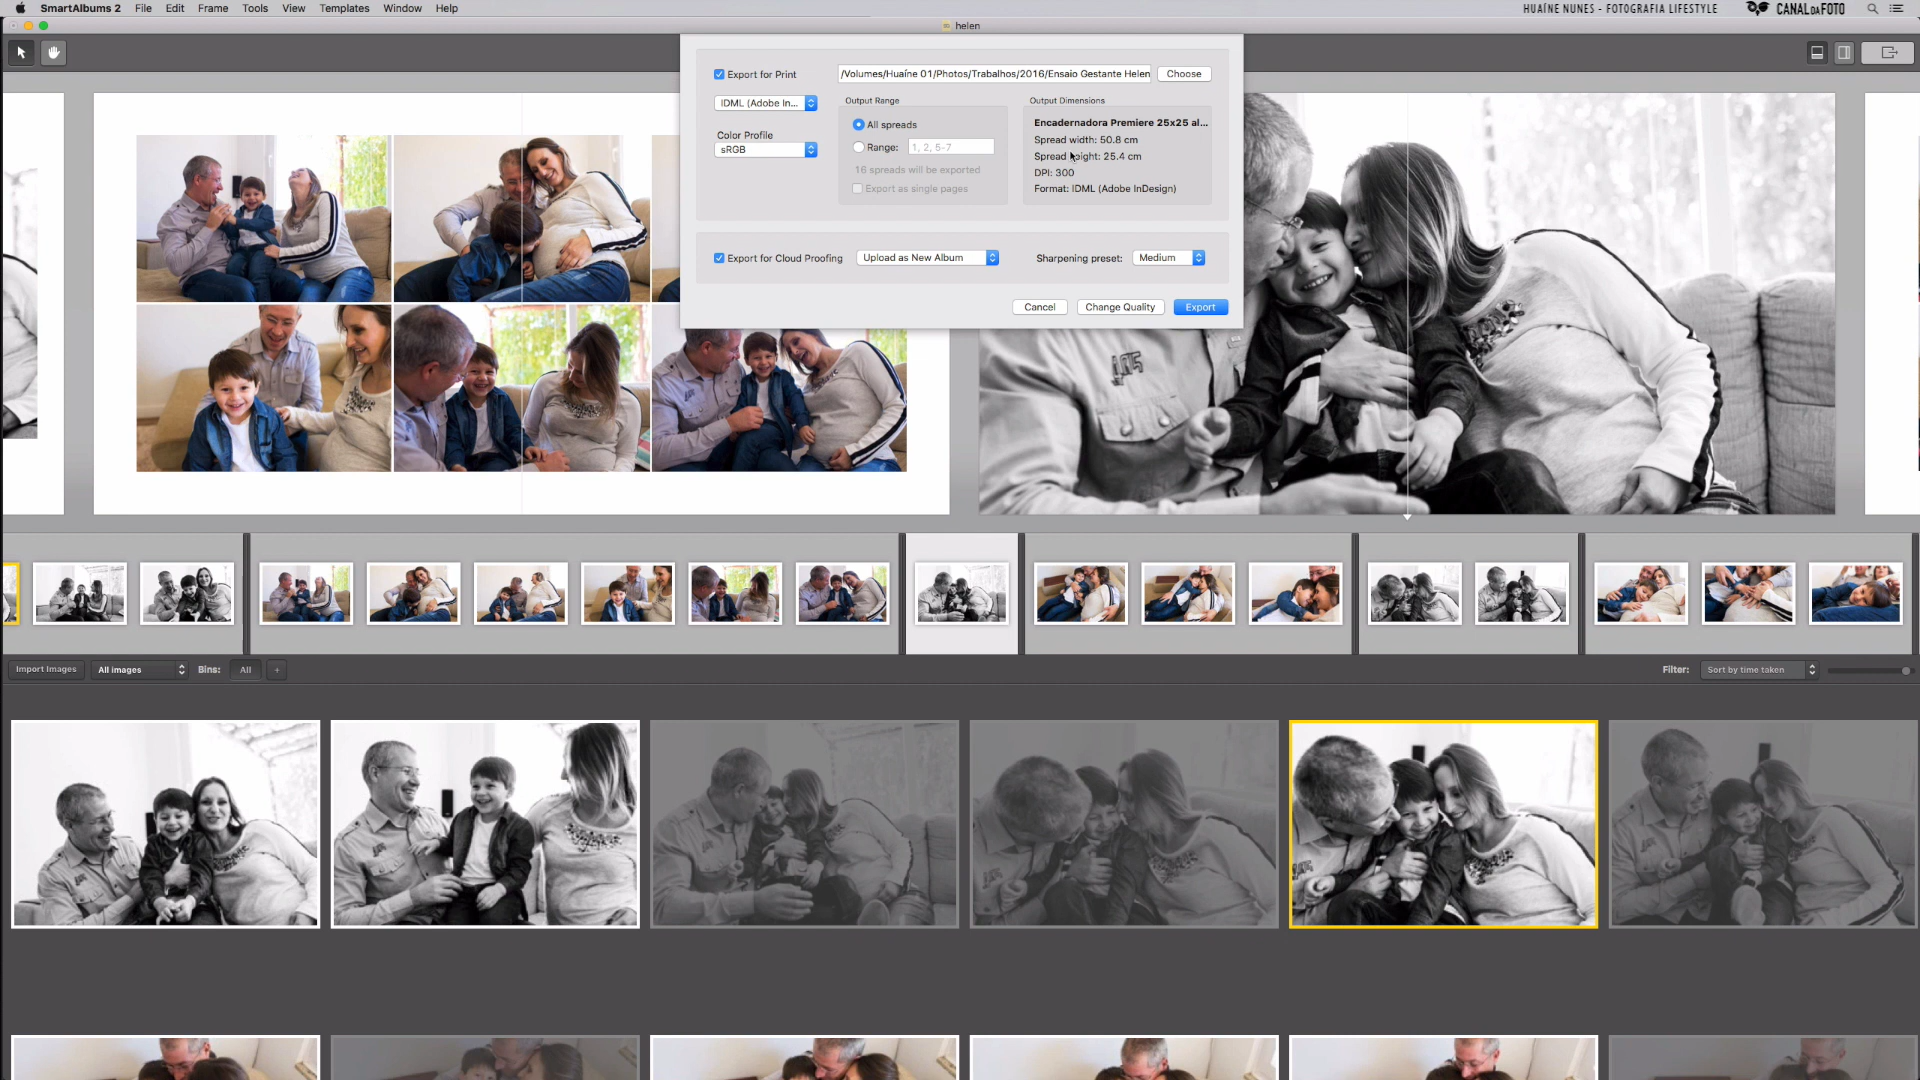 SmartAlbums 2 File Edit Frame Tools View Templates Window Help
HUAÍNE NUNES - FOTOGRAFIA LIFESTYLE CANAL DA FOTO
helen
Export for Print /Volumes/Huaíne 01/Photos/Trabalhos/2016/Ensaio Gestante Helen Choose
IDML (Adobe In...
Color Profile
sRGB
Output Range
All spreads
Range: 1, 2, 5-7
16 spreads will be exported
Export as single pages
Output Dimensions
Encadernadora Premiere 25x25 al...
Spread width: 50.8 cm
Spread height: 25.4 cm
DPI: 300
Format: IDML (Adobe InDesign)
Export for Cloud Proofing Upload as New Album Sharpening preset: Medium
Cancel Change Quality Export
Import Images All images Bins: All + Filter: Sort by time taken